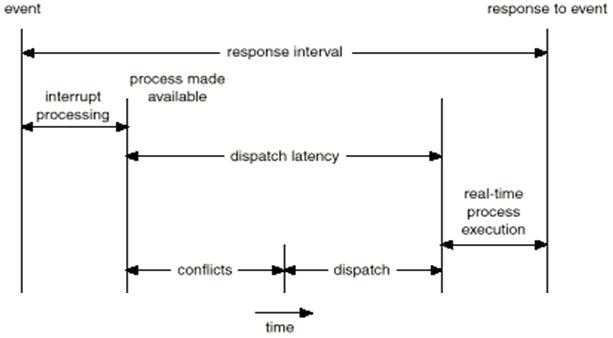 event
response to event
response interval
process made
available
interrupt
processing
dispatch latency
real-time
process
execution
conflicts
dispatch
time